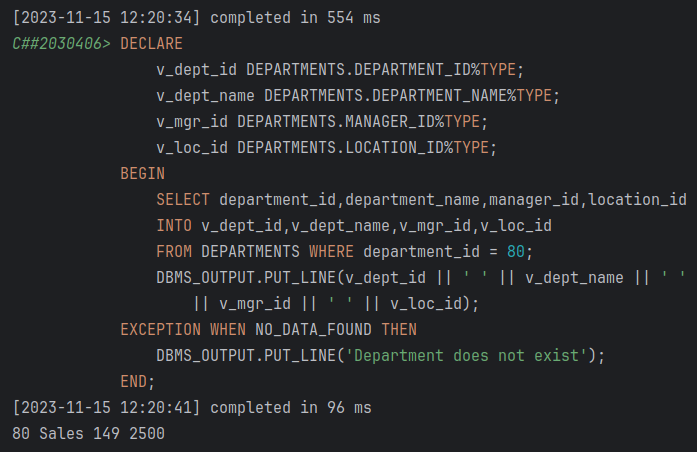 [2023-11-15 12:20:34] completed in 554 ms
C##2030406> DECLARE
v_dept_id DEPARTMENTS.DEPARTMENT_ID%TYPE;
v_dept_name DEPARTMENTS.DEPARTMENT_NAME%TYPE;
v_mgr_id DEPARTMENTS.MANAGER_ID%TYPE;
v_loc_id DEPARTMENTS.LOCATION_ID%TYPE;
BEGIN
SELECT department_id,department_name,manager_id,location_id
INTO v_dept_id,v_dept_name,v_mgr_id,v_loc_id
FROM DEPARTMENTS WHERE department_id = 80;
DBMS_OUTPUT.PUT_LINE(v_dept_id || ' ' || v_dept_name || ' '
|| v_mgr_id || ' ' || v_loc_id);
EXCEPTION WHEN NO_DATA_FOUND THEN
DBMS_OUTPUT.PUT_LINE('Department does not exist');
END;
[2023-11-15 12:20:41] completed in 96 ms
80 Sales 149 2500